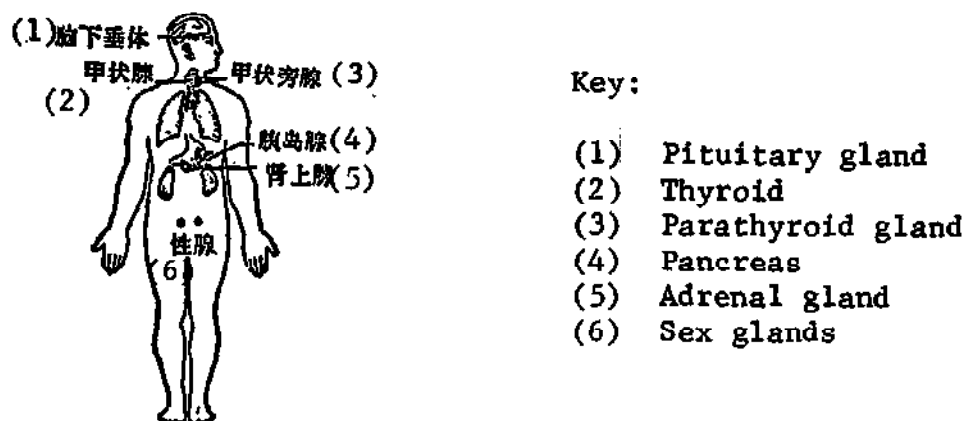 (1)脑下垂体
甲状腺
(2)
甲状旁腺(3)
胰岛腺(4)
肾上腺(5)
性腺
6
Key:
(1) Pituitary gland
(2) Thyroid
(3) Parathyroid gland
(4) Pancreas
(5) Adrenal gland
(6) Sex glands